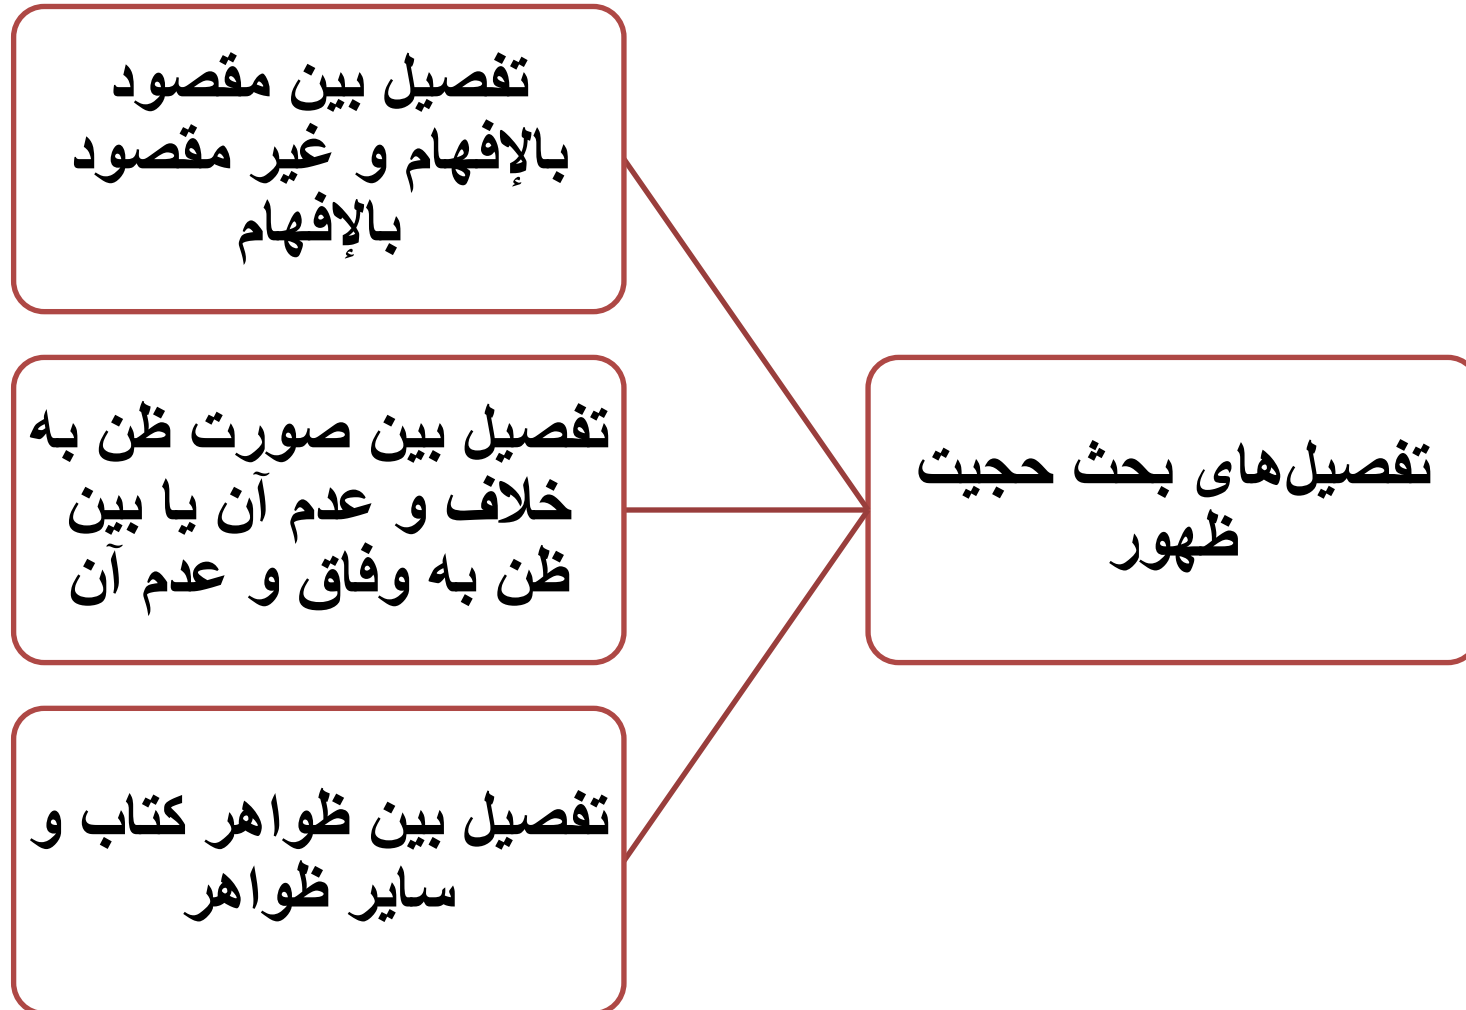 تفصیل‌های بحث حجیت
ظهور
تفصیل بین مقصود
بالإفهام و غیر مقصود
بالإفهام
تفصیل بین صورت ظن به
خلاف و عدم آن یا بین
ظن به وفاق و عدم آن
تفصیل بین ظواهر کتاب و
سایر ظواهر